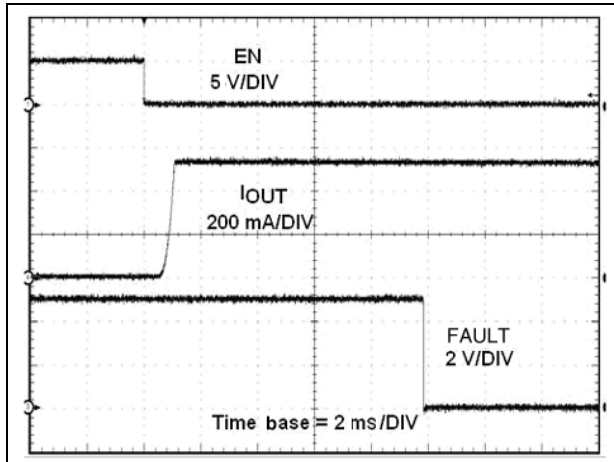 EN
5 V/DIV
IOUT
200 mA/DIV
FAULT
2 V/DIV
Time base = 2 ms/DIV